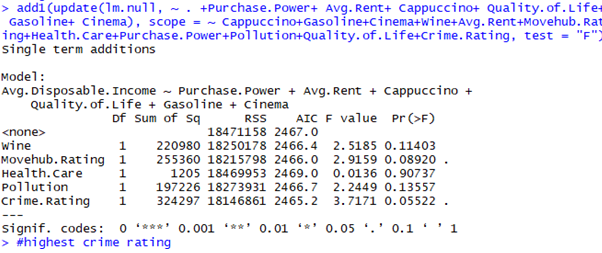 > add1(update(lm.null, ~ . +Purchase.Power+ Avg.Rent+ Cappuccino+ Quality.of.Life+
 Gasoline+ Cinema), scope = ~ Cappuccino+Gasoline+Cinema+Wine+Avg.Rent+Movehub.Rat
ing+Health.Care+Purchase.Power+Pollution+Quality.of.Life+Crime.Rating, test = "F")
Single term additions
Model:
Avg.Disposable.Income ~ Purchase.Power + Avg.Rent + Cappuccino +
    Quality.of.Life + Gasoline + Cinema
               Df Sum of Sq      RSS    AIC F value  Pr(>F)
<none>                      18471158 2467.0
Wine            1    220980 18250178 2466.4  2.5185 0.11403
Movehub.Rating  1    255360 18215798 2466.0  2.9159 0.08920 .
Health.Care     1      1205 18469953 2469.0  0.0136 0.90737
Pollution       1    197226 18273931 2466.7  2.2449 0.13557
Crime.Rating    1    324297 18146861 2465.2  3.7171 0.05522 .
---
Signif. codes:  0 ‘***’ 0.001 ‘**’ 0.01 ‘*’ 0.05 ‘.’ 0.1 ‘ ’ 1
> #highest crime rating